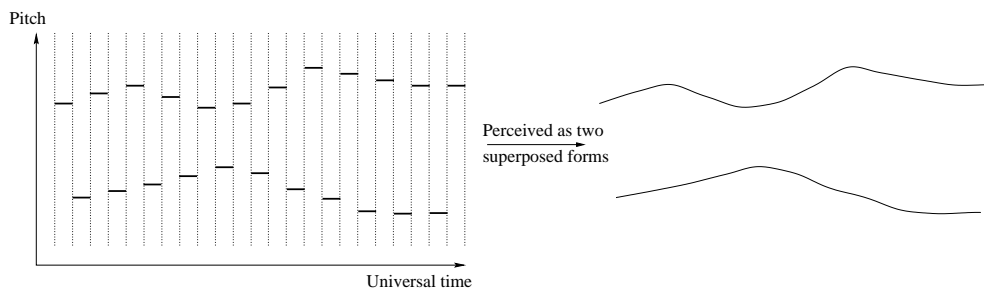 Pitch
Perceived as two
superposed forms
Universal time